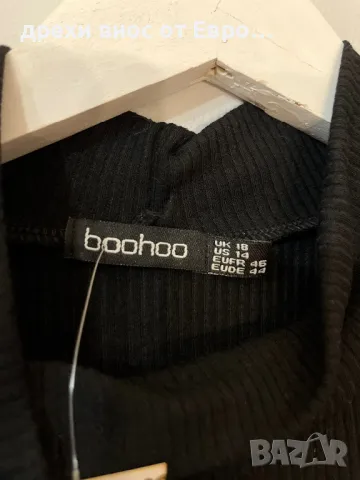 дрехи внос от Евро...
boohoo
UK 18
US 14
EUFR 46
EUDE 44
BAZAR